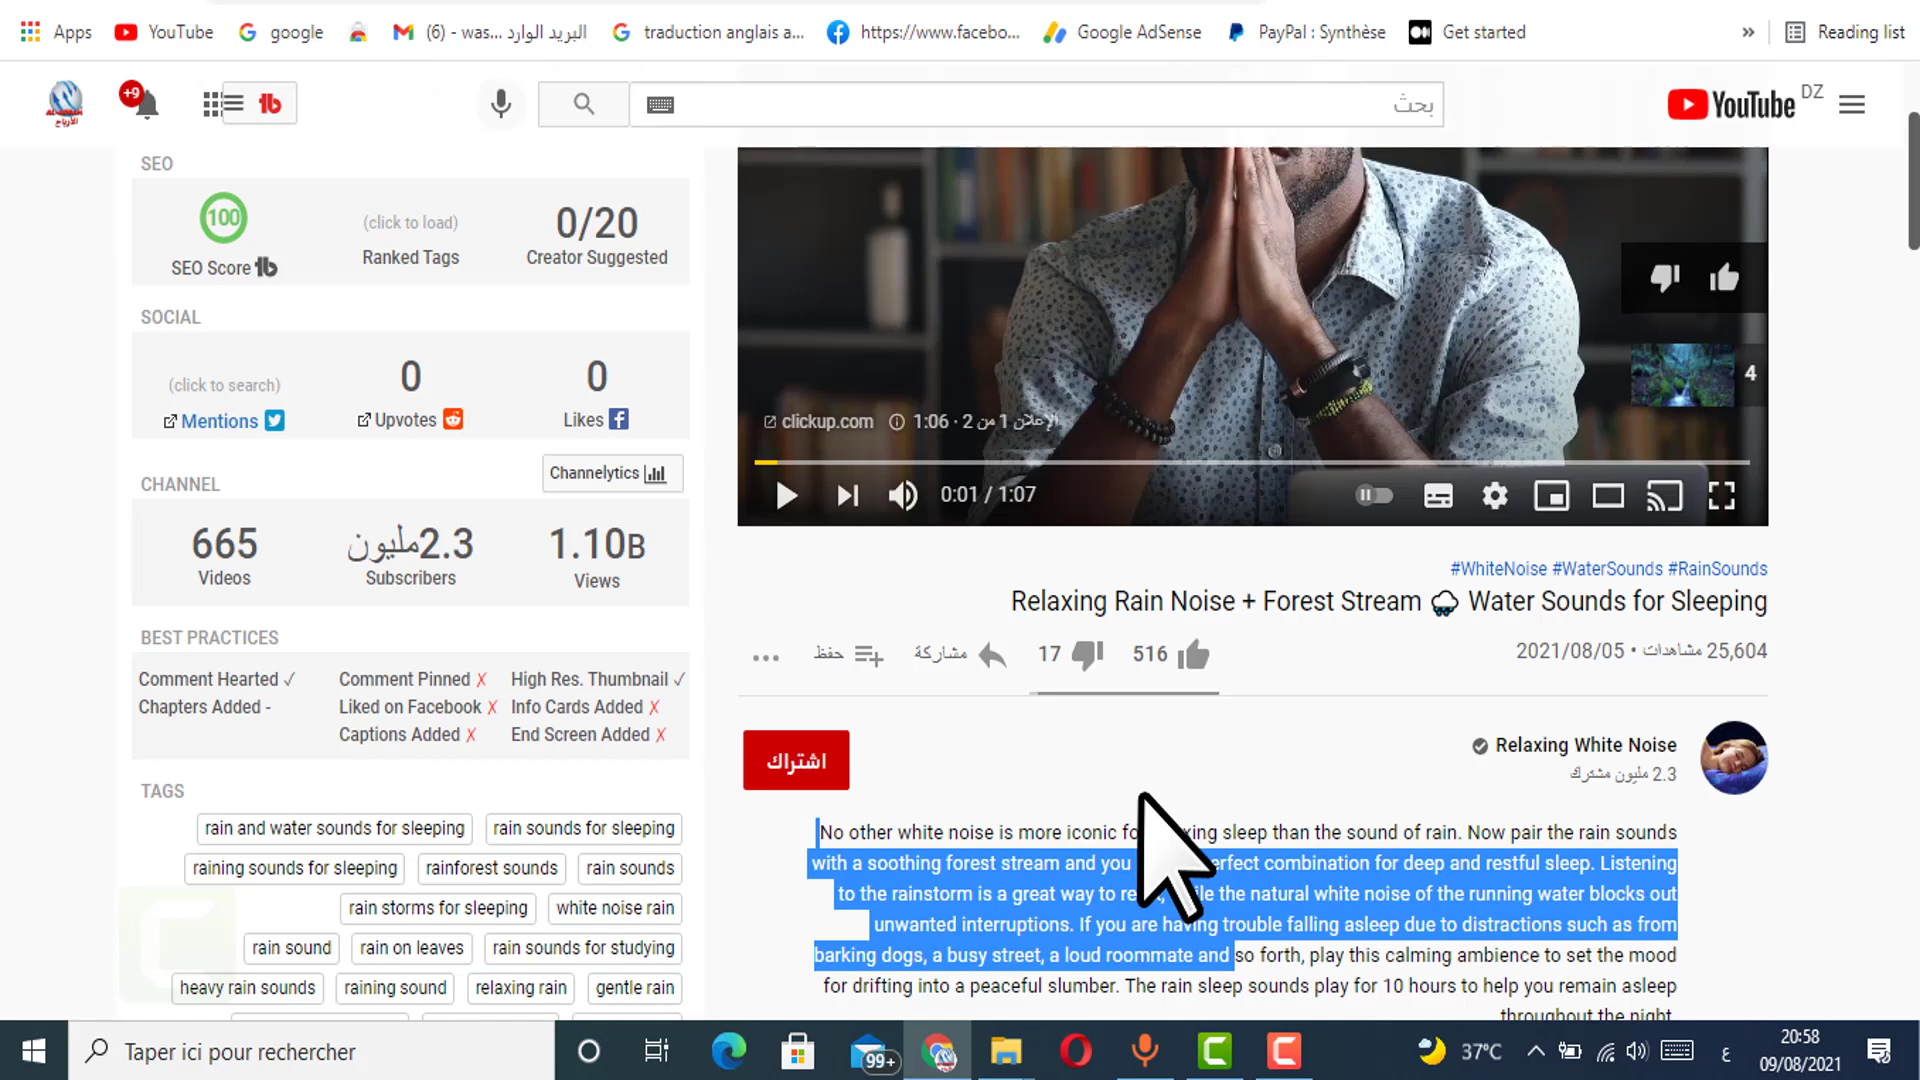 Apps
YouTube
google
البريد الوارد (6) - was...
traduction anglais a...
https://www.facebo...
Google AdSense
PayPal : Synthèse
Get started
»
Reading list
+9
بحث
YouTube DZ
SEO
100
SEO Score
(click to load)
Ranked Tags
0/20
Creator Suggested
SOCIAL
(click to search)
Mentions
0
Upvotes
0
Likes
CHANNEL
Channelytics
665
Videos
2.3مليون
Subscribers
1.10B
Views
BEST PRACTICES
Comment Hearted ✓
Comment Pinned ✗
High Res. Thumbnail ✓
Chapters Added -
Liked on Facebook ✗
Info Cards Added ✗
Captions Added ✗
End Screen Added ✗
TAGS
rain and water sounds for sleeping
rain sounds for sleeping
raining sounds for sleeping
rainforest sounds
rain sounds
rain storms for sleeping
white noise rain
rain sound
rain on leaves
rain sounds for studying
heavy rain sounds
raining sound
relaxing rain
gentle rain
4
clickup.com
الإعلان 1 من 2 · 1:06
0:01 / 1:07
#WhiteNoise #WaterSounds #RainSounds
Relaxing Rain Noise + Forest Stream 🌧 Water Sounds for Sleeping
25,604 مشاهدات • 2021/08/05
516
17
مشاركة
حفظ
...
Relaxing White Noise
2.3 مليون مشترك
اشتراك
No other white noise is more iconic for sleep than the sound of rain. Now pair the rain sounds
with a soothing forest stream and you combination for deep and restful sleep. Listening
to the rainstorm is a great way to the natural white noise of the running water blocks out
unwanted interruptions. If you are having trouble falling asleep due to distractions such as from
barking dogs, a busy street, a loud roommate and so forth, play this calming ambience to set the mood
for drifting into a peaceful slumber. The rain sleep sounds play for 10 hours to help you remain asleep
throughout the night.
Taper ici pour rechercher
99+
37°C
ع
20:58
09/08/2021